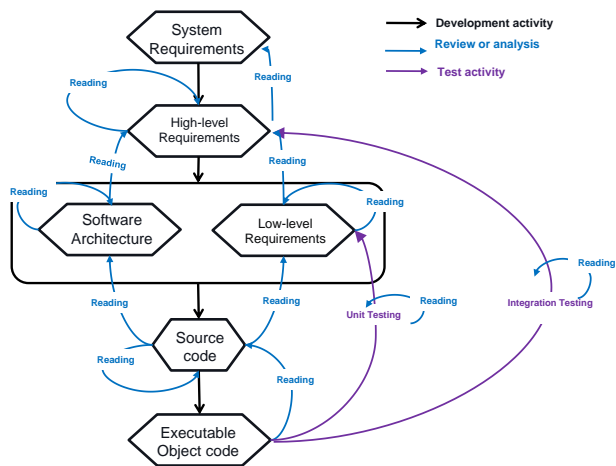 System
Requirements
Development activity
Review or analysis
Test activity
Reading
Reading
High-level
Requirements
Reading
Reading
Reading
Reading
Software
Architecture
Low-level
Requirements
Reading
Reading
Reading
Reading
Reading
Unit Testing
Integration Testing
Reading
Source
code
Reading
Reading
Executable
Object code